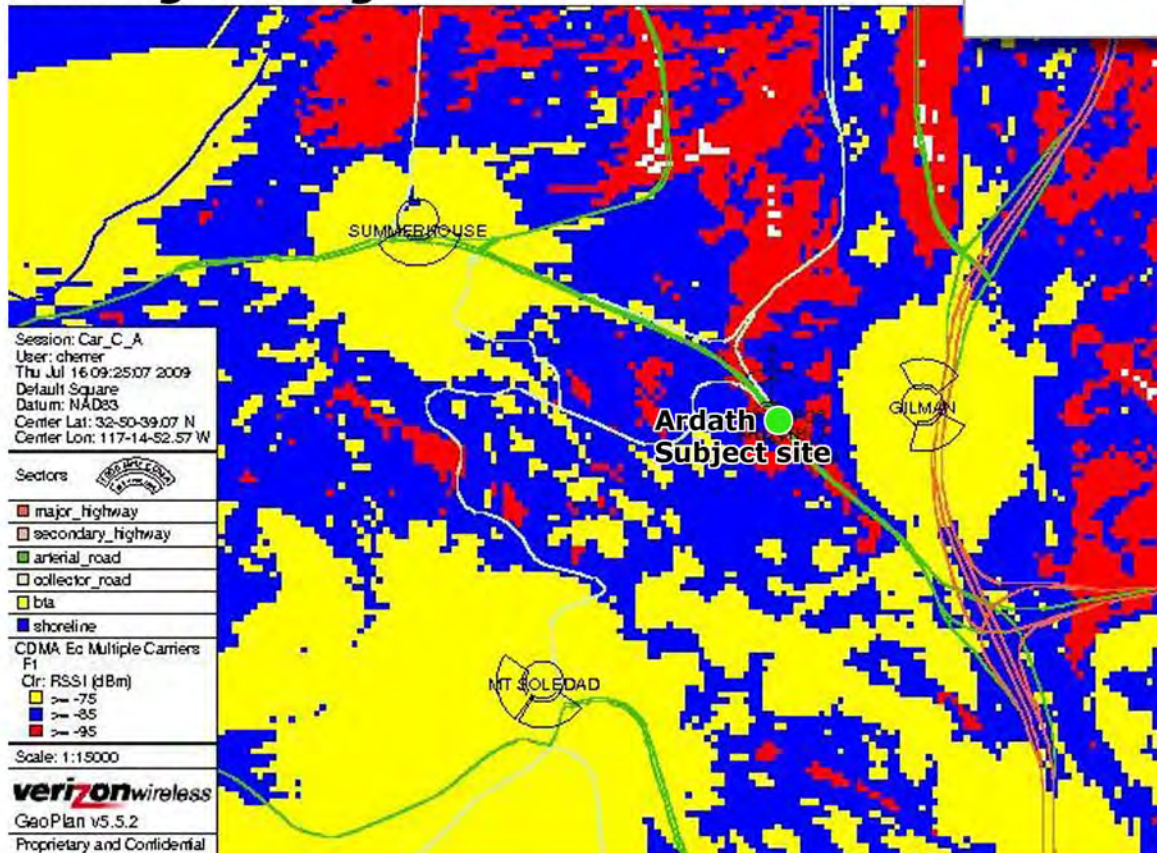 SUMMERHOUSE
GILMAN
Ardath
Subject site
MT SOLEDAD
Session: Car_C_A
User: cherrer
Thu Jul 16 09:25:07 2009
Default Square
Datum: NAD83
Center Lat: 32-50-39.07 N
Center Lon: 117-14-52.57 W
Sectors
major_highway
secondary_highway
arterial_road
collector_road
bta
shoreline
CDMA Ec Multiple Carriers
F1
Clr: RSSI (dBm)
>= -75
>= -85
>= -95
Scale: 1:15000
verizonwireless
GeoPlan v5.5.2
Proprietary and Confidential